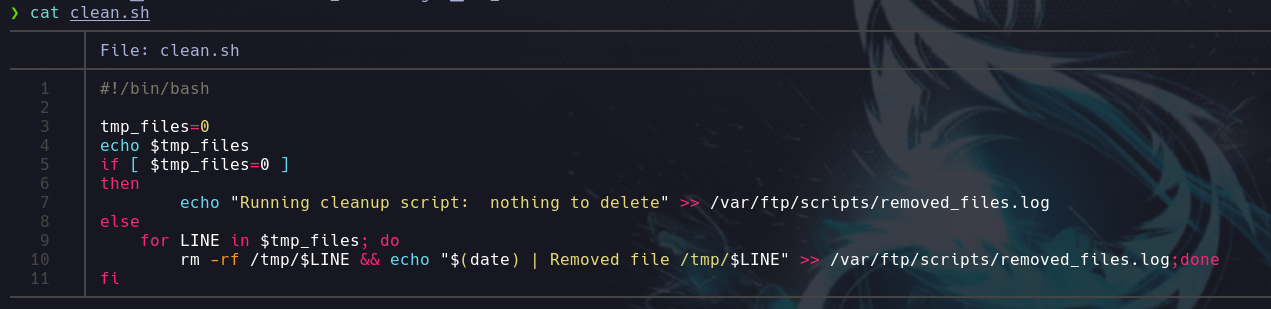 ❯ cat clean.sh
File: clean.sh
1 #!/bin/bash
2
3 tmp_files=0
4 echo $tmp_files
5 if [ $tmp_files=0 ]
6 then
7         echo "Running cleanup script:  nothing to delete" >> /var/ftp/scripts/removed_files.log
8 else
9     for LINE in $tmp_files; do
10         rm -rf /tmp/$LINE && echo "$(date) | Removed file /tmp/$LINE" >> /var/ftp/scripts/removed_files.log;done
11 fi